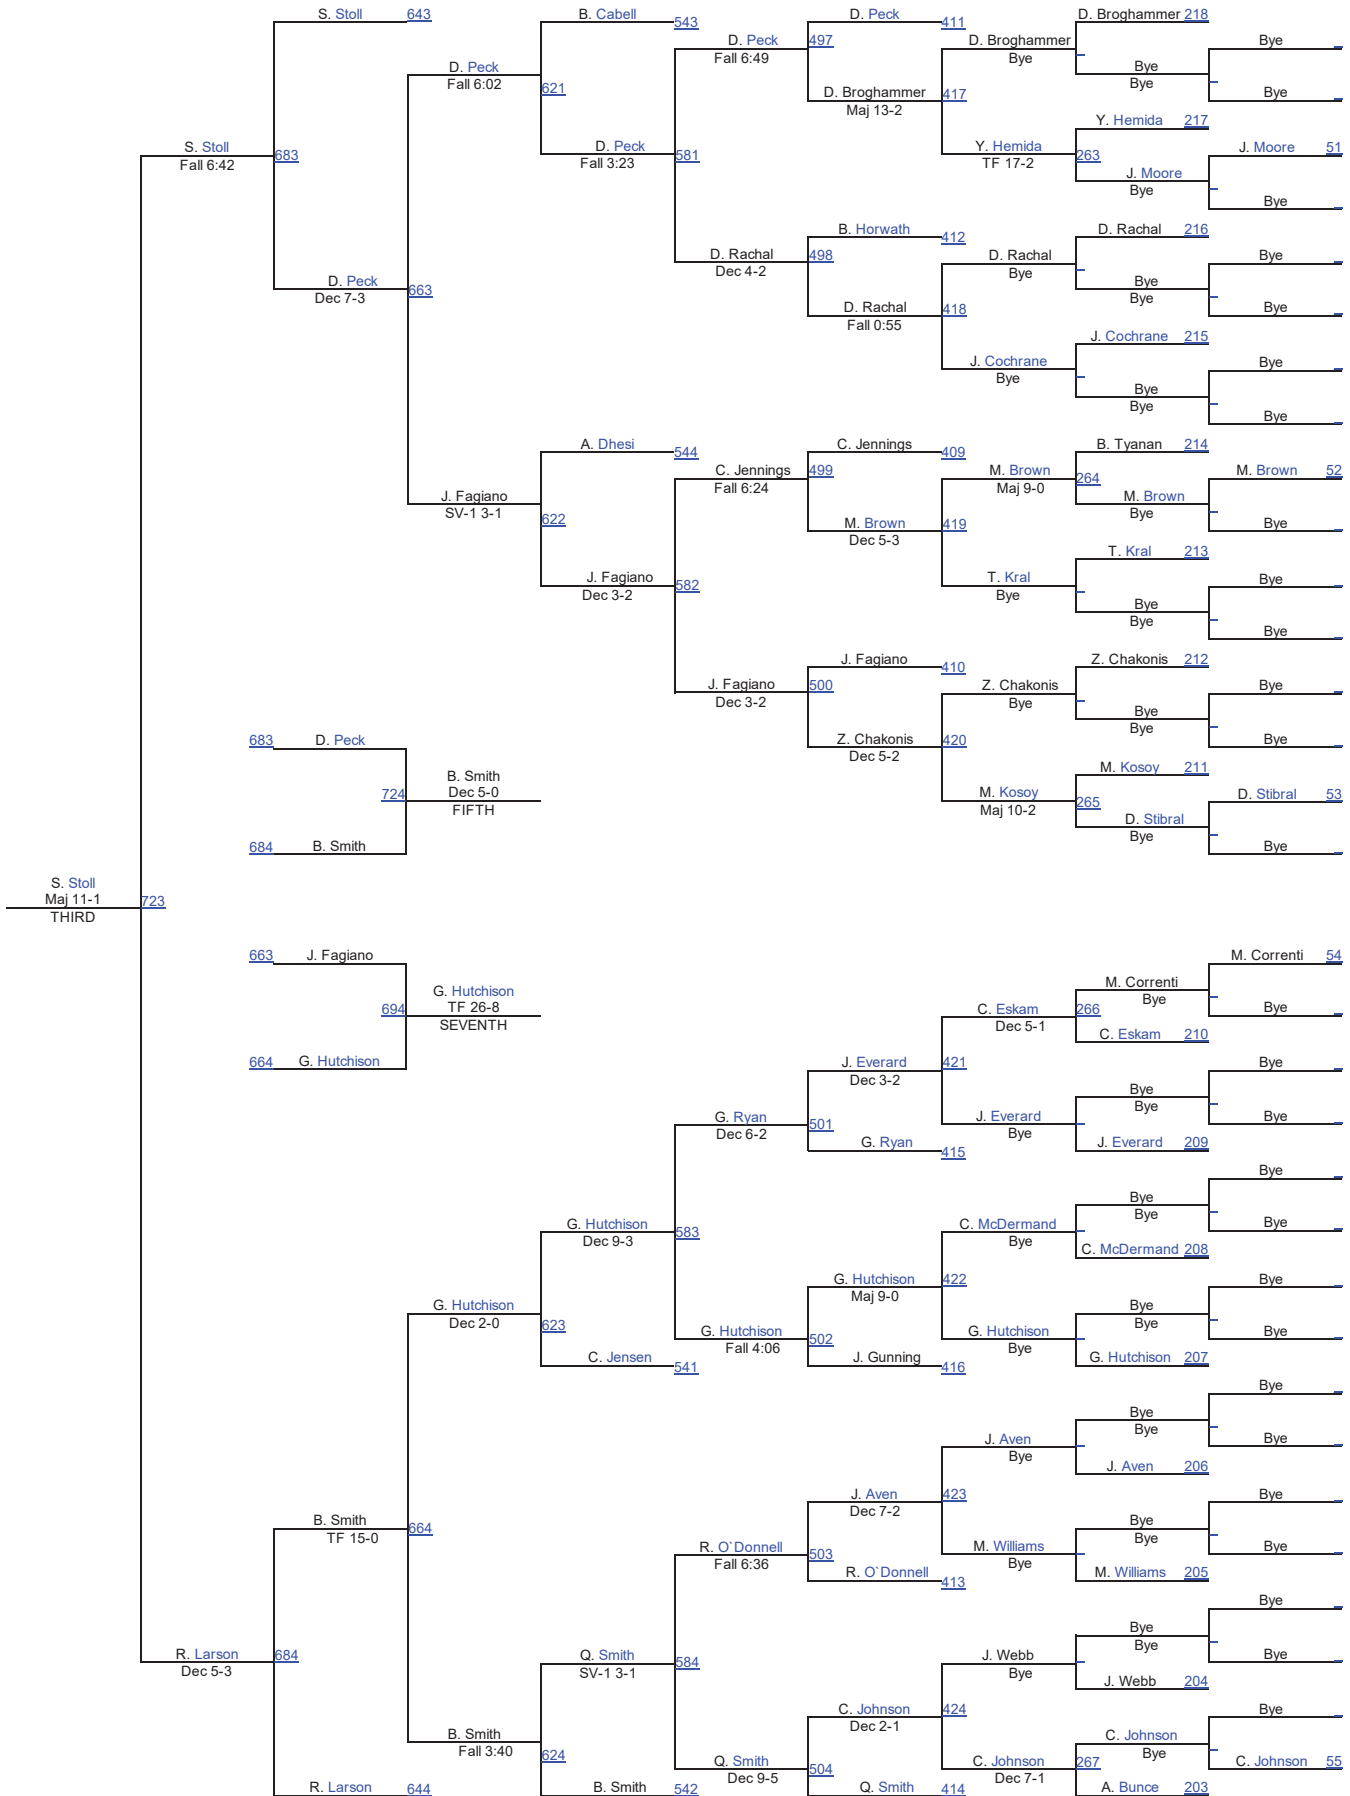 S. Stoll 643
B. Cabell 543
D. Peck 411
D. Broghammer 218
D. Peck 497
Fall 6:49
D. Broghammer
Bye
Bye
D. Peck
Fall 6:02
621
Bye
Bye
D. Broghammer 417
Maj 13-2
Bye
Y. Hemida 217
S. Stoll 683
Fall 6:42
D. Peck 581
Fall 3:23
Y. Hemida 263
TF 17-2
J. Moore 51
J. Moore
Bye
Bye
B. Horwath 412
D. Rachal 216
D. Rachal 498
Dec 4-2
D. Rachal
Bye
Bye
D. Peck 663
Dec 7-3
Bye
Bye
D. Rachal 418
Fall 0:55
Bye
J. Cochrane 215
J. Cochrane
Bye
Bye
Bye
Bye
Bye
A. Dhesi 544
C. Jennings 409
B. Tyanan 214
C. Jennings 499
Fall 6:24
M. Brown 264
Maj 9-0
M. Brown 52
J. Fagiano
SV-1 3-1
622
M. Brown
Bye
M. Brown 419
Dec 5-3
Bye
T. Kral 213
J. Fagiano 582
Dec 3-2
T. Kral
Bye
Bye
Bye
Bye
Bye
J. Fagiano 410
Z. Chakonis 212
J. Fagiano 500
Dec 3-2
Z. Chakonis
Bye
Bye
Bye
Bye
683 D. Peck
Z. Chakonis 420
Dec 5-2
Bye
M. Kosoy 211
B. Smith
724 Dec 5-0
FIFTH
M. Kosoy 265
Maj 10-2
D. Stibral 53
D. Stibral
Bye
684 B. Smith
Bye
S. Stoll
Maj 11-1 723
THIRD
663 J. Fagiano
M. Correnti 54
M. Correnti
Bye
G. Hutchison
694 TF 26-8
SEVENTH
C. Eskam 266
Dec 5-1
Bye
C. Eskam 210
664 G. Hutchison
J. Everard 421
Dec 3-2
Bye
Bye
Bye
G. Ryan 501
Dec 6-2
J. Everard
Bye
Bye
G. Ryan 415
J. Everard 209
Bye
Bye
Bye
G. Hutchison 583
Dec 9-3
C. McDermand
Bye
Bye
C. McDermand 208
G. Hutchison 422
Maj 9-0
Bye
G. Hutchison
Dec 2-0
623
Bye
Bye
G. Hutchison 502
Fall 4:06
G. Hutchison
Bye
Bye
C. Jensen 541
J. Gunning 416
G. Hutchison 207
Bye
Bye
Bye
J. Aven
Bye
Bye
J. Aven 206
J. Aven 423
Dec 7-2
Bye
B. Smith 664
TF 15-0
Bye
Bye
R. O`Donnell 503
Fall 6:36
M. Williams
Bye
Bye
R. O`Donnell 413
M. Williams 205
Bye
Bye
Bye
R. Larson 684
Dec 5-3
Q. Smith 584
SV-1 3-1
J. Webb
Bye
Bye
J. Webb 204
C. Johnson 424
Dec 2-1
Bye
B. Smith
Fall 3:40
624
C. Johnson
Bye
Q. Smith 504
Dec 9-5
C. Johnson 267
Dec 7-1
C. Johnson 55
R. Larson 644
B. Smith 542
Q. Smith 414
A. Bunce 203